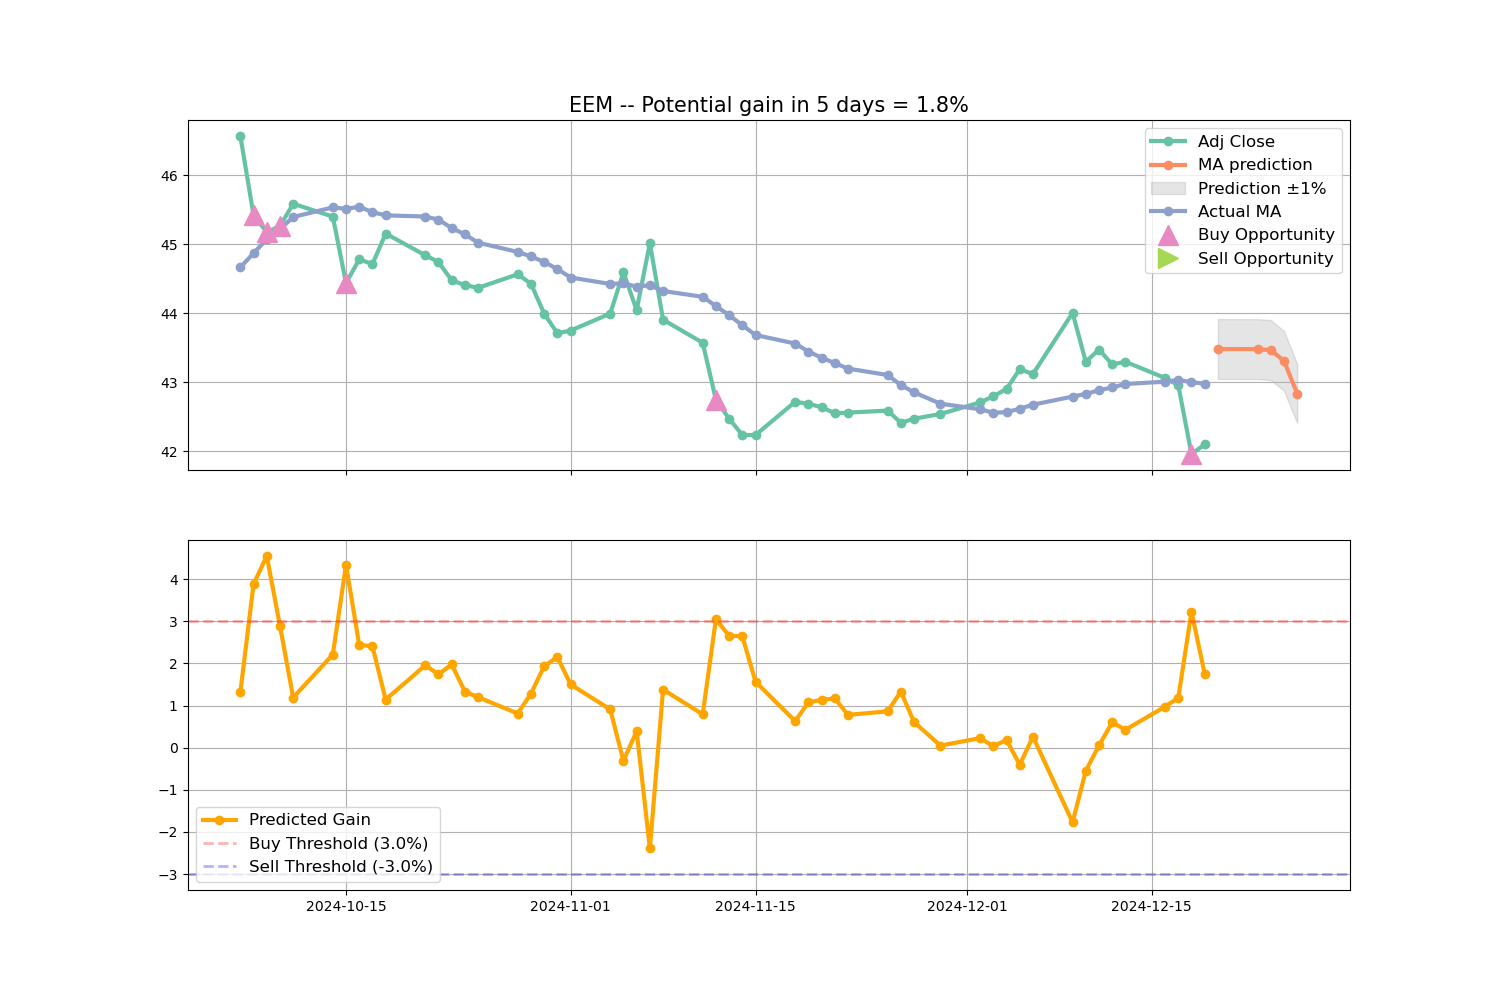 EEM -- Potential gain in 5 days = 1.8%
46
45
44
43
42
Adj Close
MA prediction
Prediction ±1%
Actual MA
Buy Opportunity
Sell Opportunity
4
3
2
1
0
−1
−2
−3
Predicted Gain
Buy Threshold (3.0%)
Sell Threshold (-3.0%)
2024-10-15 2024-11-01 2024-11-15 2024-12-01 2024-12-15